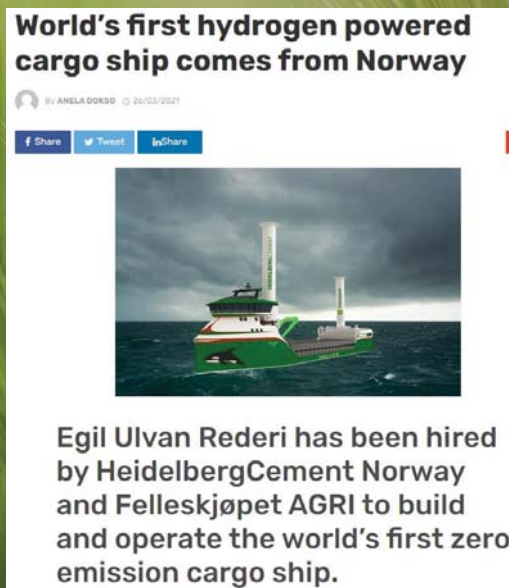 World's first hydrogen powered
cargo ship comes from Norway
By AMELA DOKSO 26/03/2021
Share Tweet inShare
HEIDELBERGCEMENT
Egil Ulvan Rederi has been hired
by HeidelbergCement Norway
and Felleskjøpet AGRI to build
and operate the world's first zero
emission cargo ship.